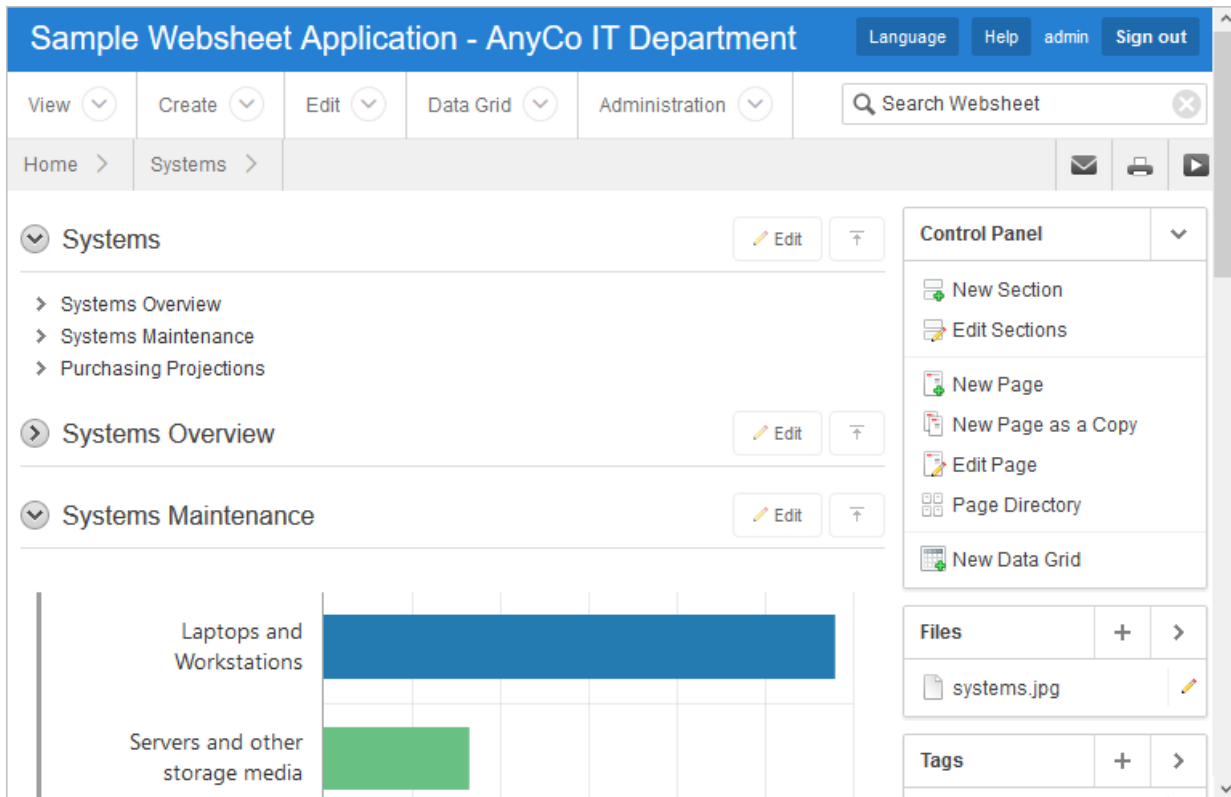 Sample Websheet Application - AnyCo IT Department
Language
Help
admin
Sign out
View
Create
Edit
Data Grid
Administration
Search Websheet
Home
Systems
Systems
Edit
Systems Overview
Systems Maintenance
Purchasing Projections
Systems Overview
Edit
Systems Maintenance
Edit
Laptops and
Workstations
Servers and other
storage media
Control Panel
New Section
Edit Sections
New Page
New Page as a Copy
Edit Page
Page Directory
New Data Grid
Files
systems.jpg
Tags